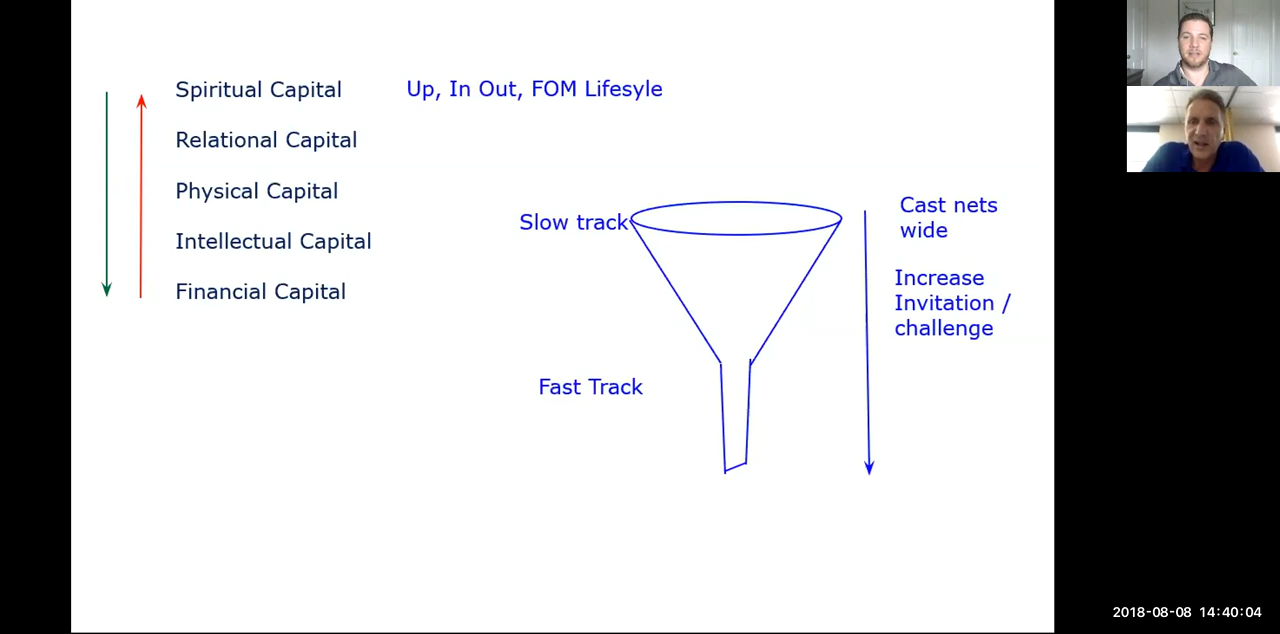 Spiritual Capital
Up, In Out, FOM Lifesyle
Relational Capital
Physical Capital
Intellectual Capital
Financial Capital
Slow track
Cast nets
wide
Increase
Invitation /
challenge
Fast Track
2018-08-08 14:40:04